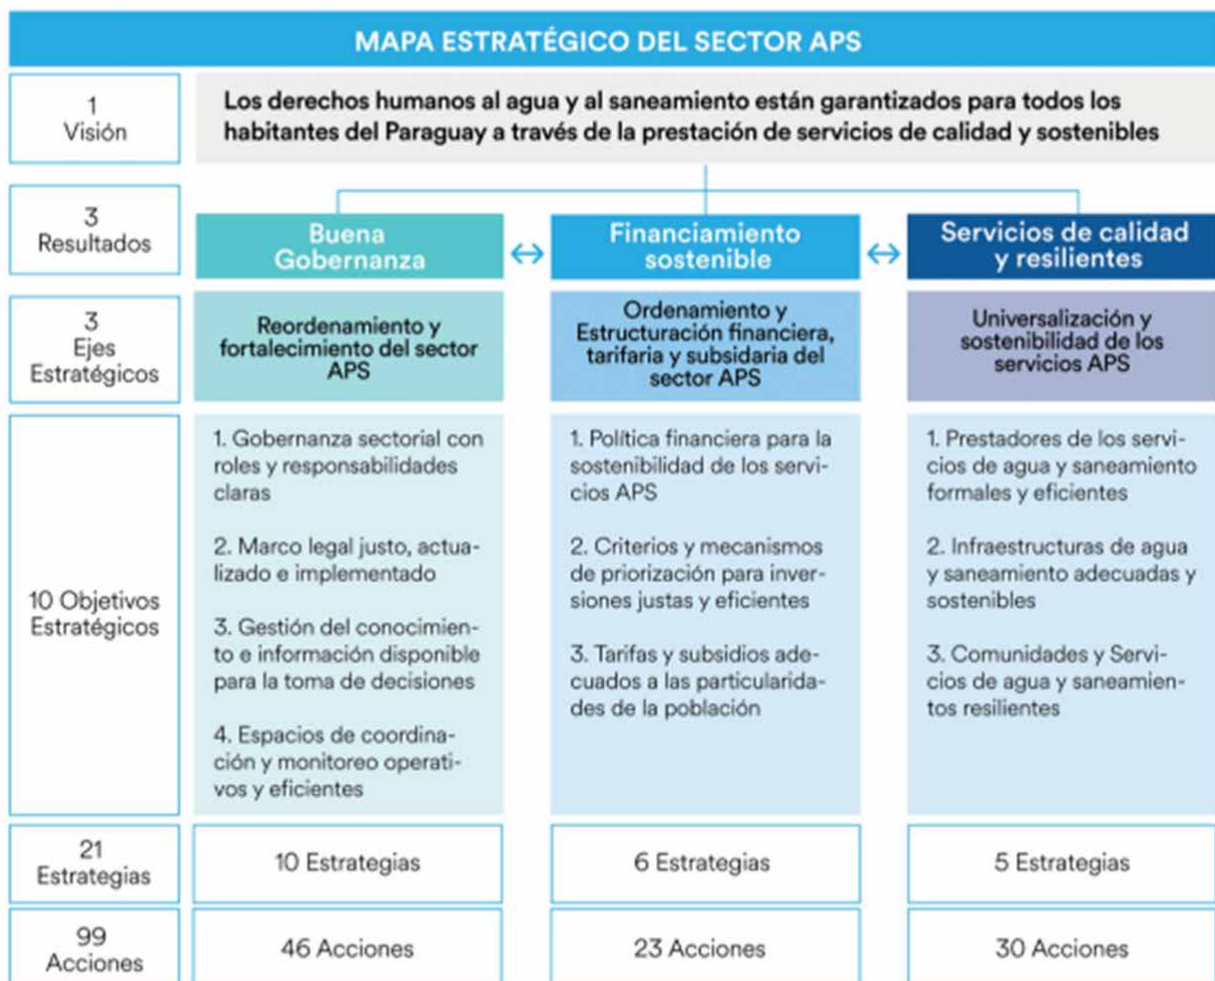 MAPA ESTRATÉGICO DEL SECTOR APS
1
Visión
Los derechos humanos al agua y al saneamiento están garantizados para todos los
habitantes del Paraguay a través de la prestación de servicios de calidad y sostenibles
3
Resultados
Buena
Gobernanza
↔
Financiamiento
sostenible
↔
Servicios de calidad
y resilientes
3
Ejes
Estratégicos
Reordenamiento y
fortalecimiento del sector
APS
Ordenamiento y
Estructuración financiera,
tarifaria y subsidaria del
sector APS
Universalización y
sostenibilidad de los
servicios APS
10 Objetivos
Estratégicos
1. Gobernanza sectorial con
roles y responsabilidades
claras
2. Marco legal justo, actua-
lizado e implementado
3. Gestión del conocimien-
to e información disponible
para la toma de decisiones
4. Espacios de coordina-
ción y monitoreo operati-
vos y eficientes
1. Política financiera para la
sostenibilidad de los servi-
cios APS
2. Criterios y mecanismos
de priorización para inver-
siones justas y eficientes
3. Tarifas y subsidios ade-
cuados a las particularida-
des de la población
1. Prestadores de los servi-
cios de agua y saneamiento
formales y eficientes
2. Infraestructuras de agua
y saneamiento adecuadas y
sostenibles
3. Comunidades y Servi-
cios de agua y saneamien-
tos resilientes
21
Estrategias
10 Estrategias
6 Estrategias
5 Estrategias
99
Acciones
46 Acciones
23 Acciones
30 Acciones